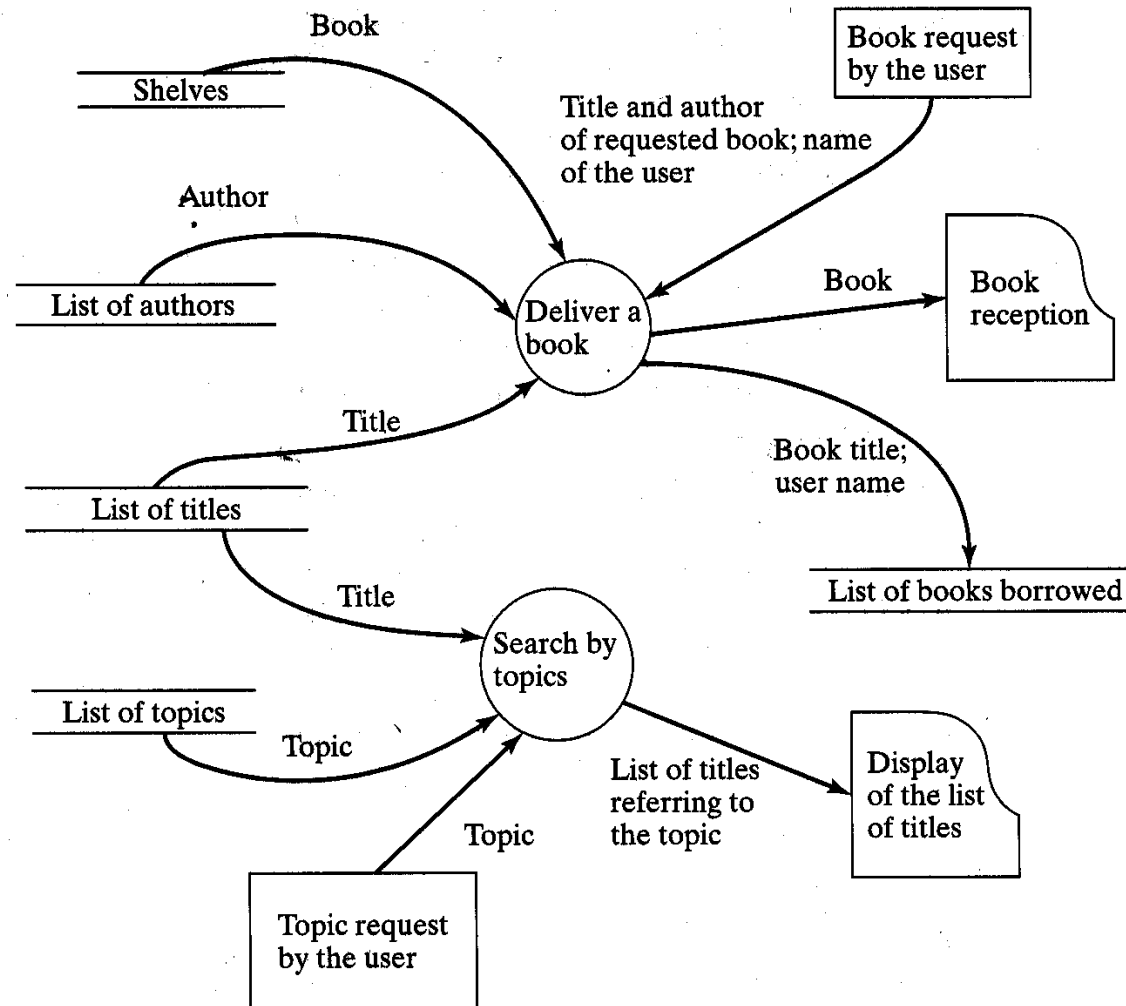 Book
Shelves
Book request
by the user
Title and author
of requested book; name
of the user
Author
List of authors
Deliver a
book
Book
Book
reception
Title
List of titles
Book title;
user name
List of books borrowed
Title
Search by
topics
List of topics
Topic
List of titles
referring to
the topic
Display
of the list
of titles
Topic
Topic request
by the user